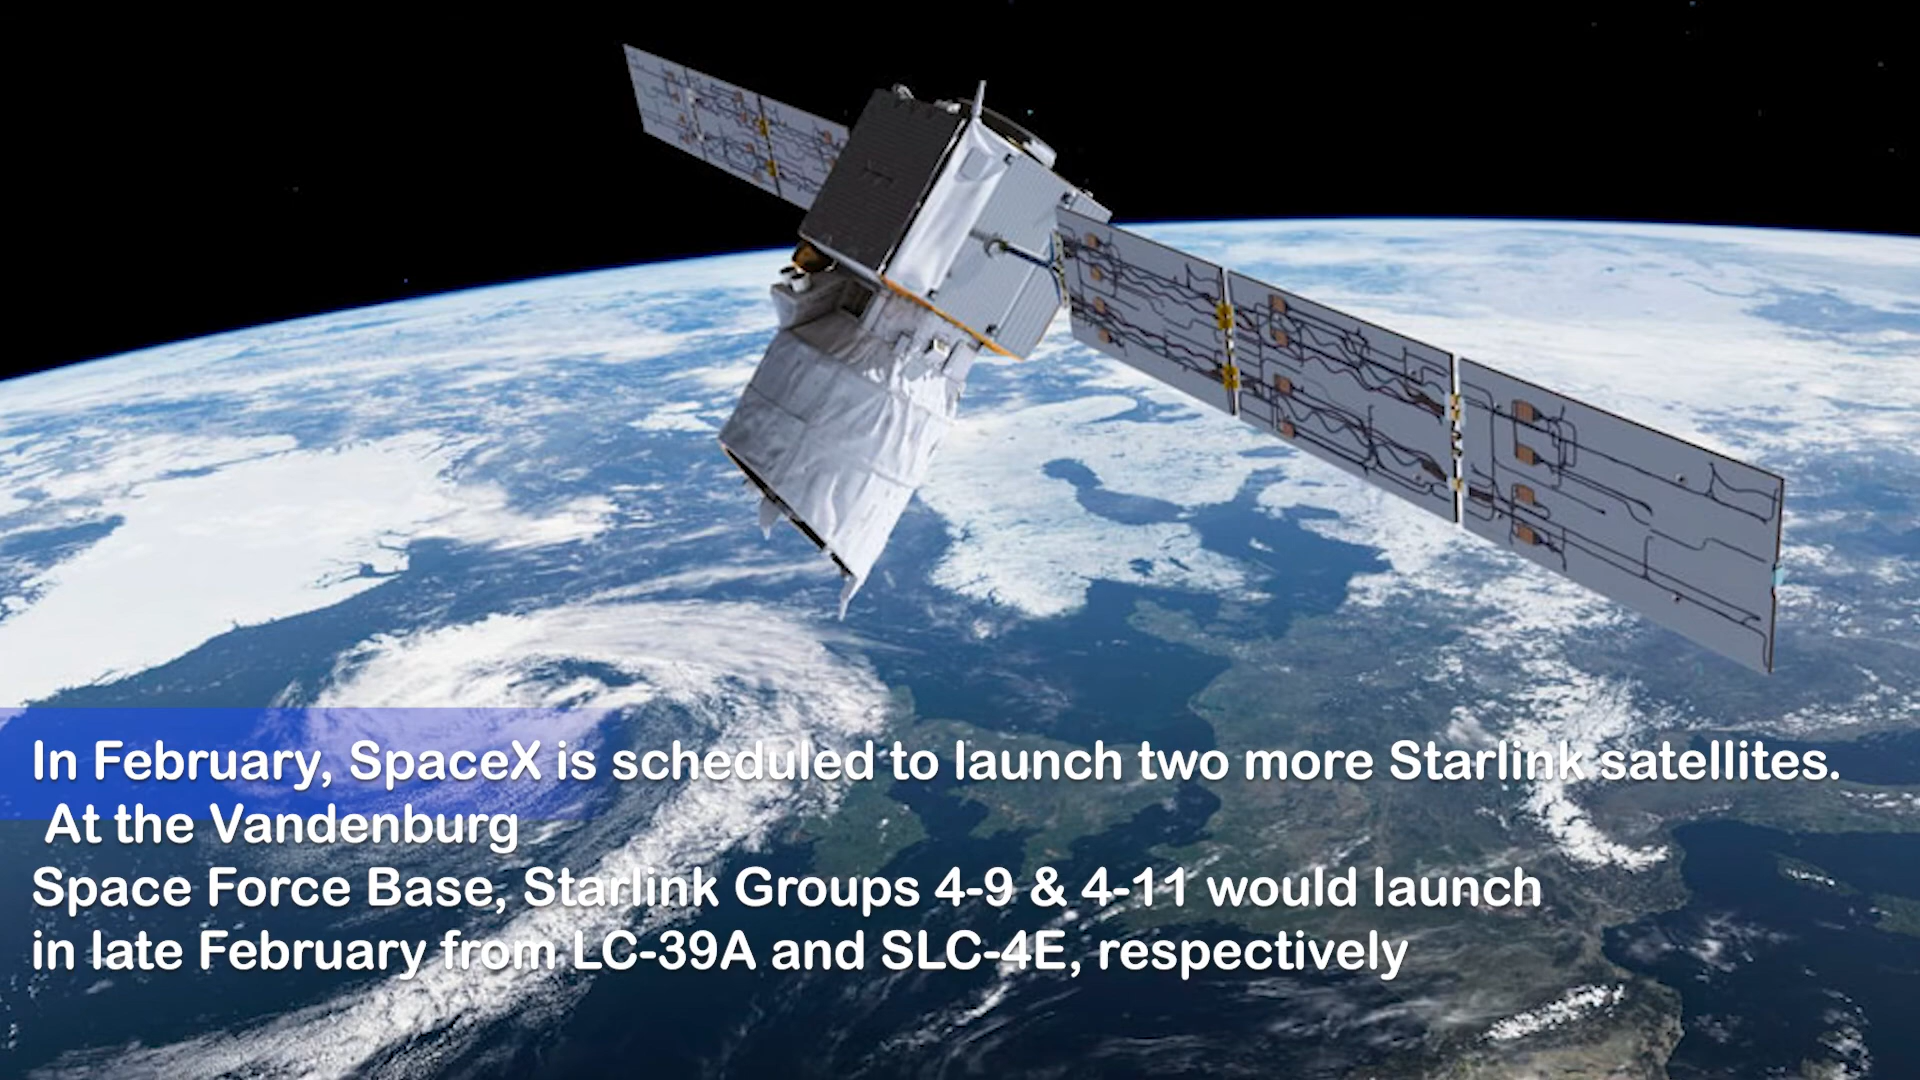 In February, SpaceX is scheduled to launch two more Starlink satellites.
At the Vandenburg
Space Force Base, Starlink Groups 4-9 & 4-11 would launch
in late February from LC-39A and SLC-4E, respectively